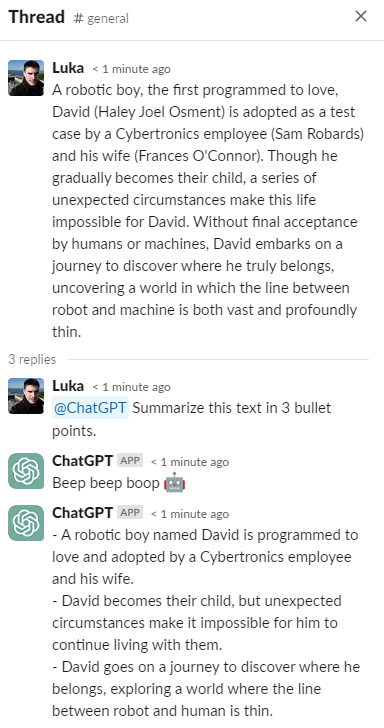 Thread # general
Luka < 1 minute ago
A robotic boy, the first programmed to love,
David (Haley Joel Osment) is adopted as a test
case by a Cybertronics employee (Sam Robards)
and his wife (Frances O'Connor). Though he
gradually becomes their child, a series of
unexpected circumstances make this life
impossible for David. Without final acceptance
by humans or machines, David embarks on a
journey to discover where he truly belongs,
uncovering a world in which the line between
robot and machine is both vast and profoundly
thin.
3 replies
Luka < 1 minute ago
@ChatGPT Summarize this text in 3 bullet
points.
ChatGPT APP < 1 minute ago
Beep beep boop 🤖
ChatGPT APP < 1 minute ago
- A robotic boy named David is programmed to
love and adopted by a Cybertronics employee
and his wife.
- David becomes their child, but unexpected
circumstances make it impossible for him to
continue living with them.
- David goes on a journey to discover where he
belongs, exploring a world where the line
between robot and human is thin.